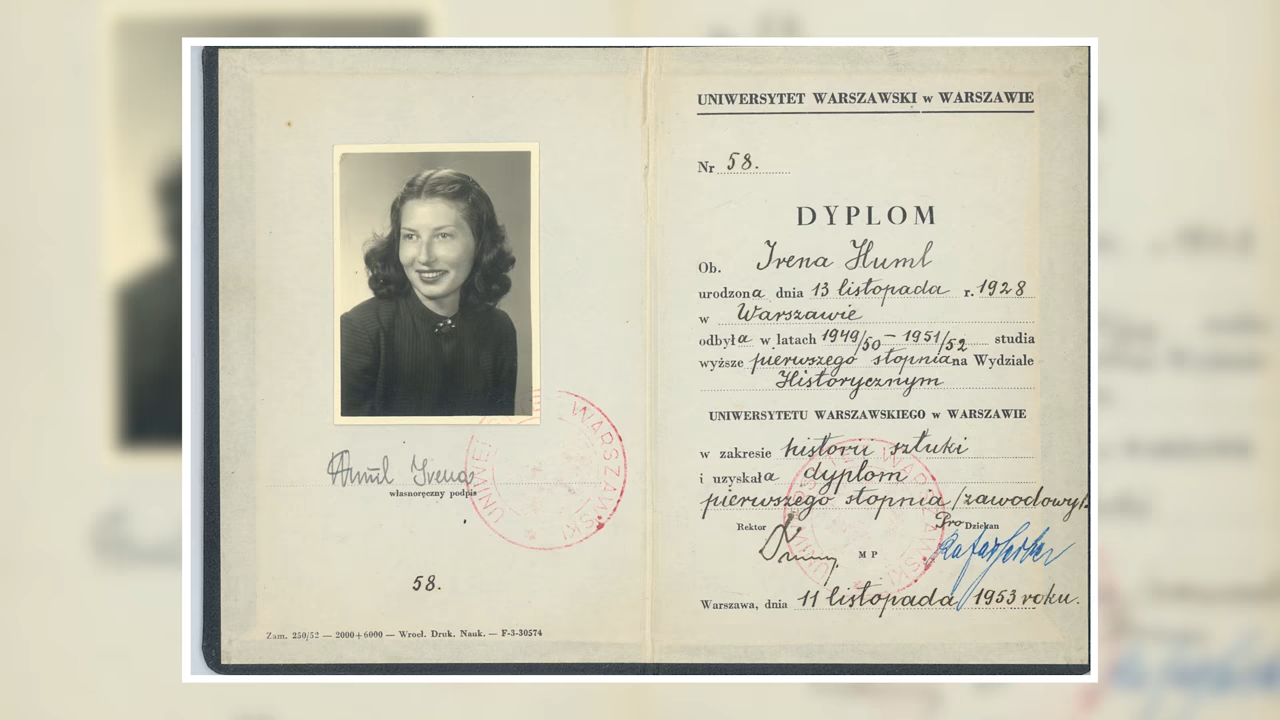 Huml Irena
własnoręczny podpis
UNIWERSYTET WARSZAWSKI
58.
Zam. 250/52 — 2000+6000 — Wrocł. Druk. Nauk. — F-3-30574
UNIWERSYTET WARSZAWSKI w WARSZAWIE
Nr 58.
DYPLOM
Ob. Irena Huml
urodzona dnia 13 listopada r. 1928
w Warszawie
odbyła w latach 1949/50 – 1951/52 studia
wyższe pierwszego stopnia na Wydziale
Historycznym
UNIWERSYTETU WARSZAWSKIEGO w WARSZAWIE
w zakresie historii sztuki
i uzyskała dyplom
pierwszego stopnia /zawodowy/.
Rektor Pro Dziekan
M P
Warszawa, dnia 11 listopada 1953 roku.